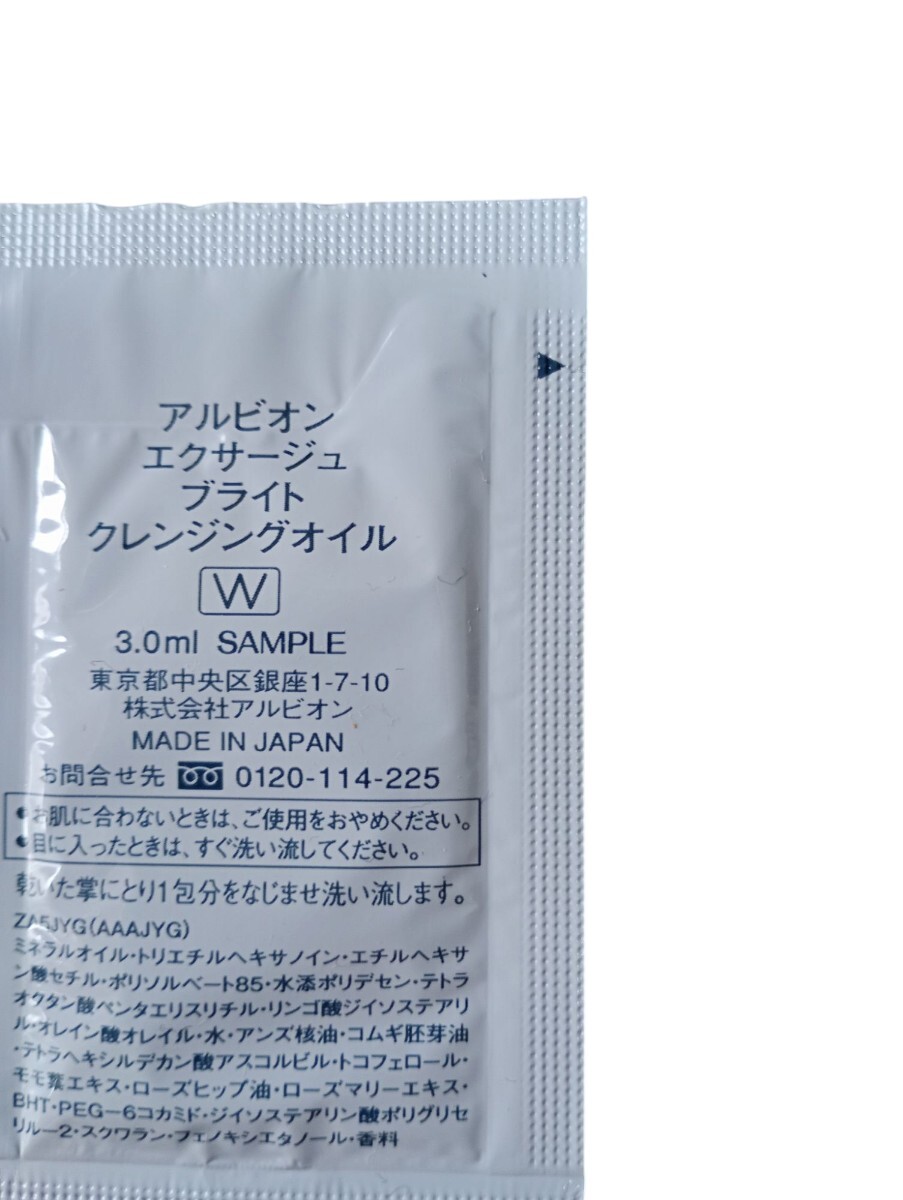 アルビオン
エクサージュ
ブライト
クレンジングオイル
W
3.0ml SAMPLE
東京都中央区銀座1-7-10
株式会社アルビオン
MADE IN JAPAN
お問合せ先 0120-114-225
●お肌に合わないときは、ご使用をおやめください。
●目に入ったときは、すぐ洗い流してください。
乾いた掌にとり1包分をなじませ洗い流します。
ZA5JYG(AAAJYG)
ミネラルオイル・トリエチルヘキサノイン・エチルヘキサ
ン酸セチル・ポリソルベート85・水添ポリデセン・テトラ
オクタン酸ペンタエリスリチル・リンゴ酸ジイソステアリ
ル・オレイン酸オレイル・水・アンズ核油・コムギ胚芽油
・テトラヘキシルデカン酸アスコルビル・トコフェロール・
モモ葉エキス・ローズヒップ油・ローズマリーエキス・
BHT・PEG-6コカミド・ジイソステアリン酸ポリグリセ
リル-2・スクワラン・フェノキシエタノール・香料